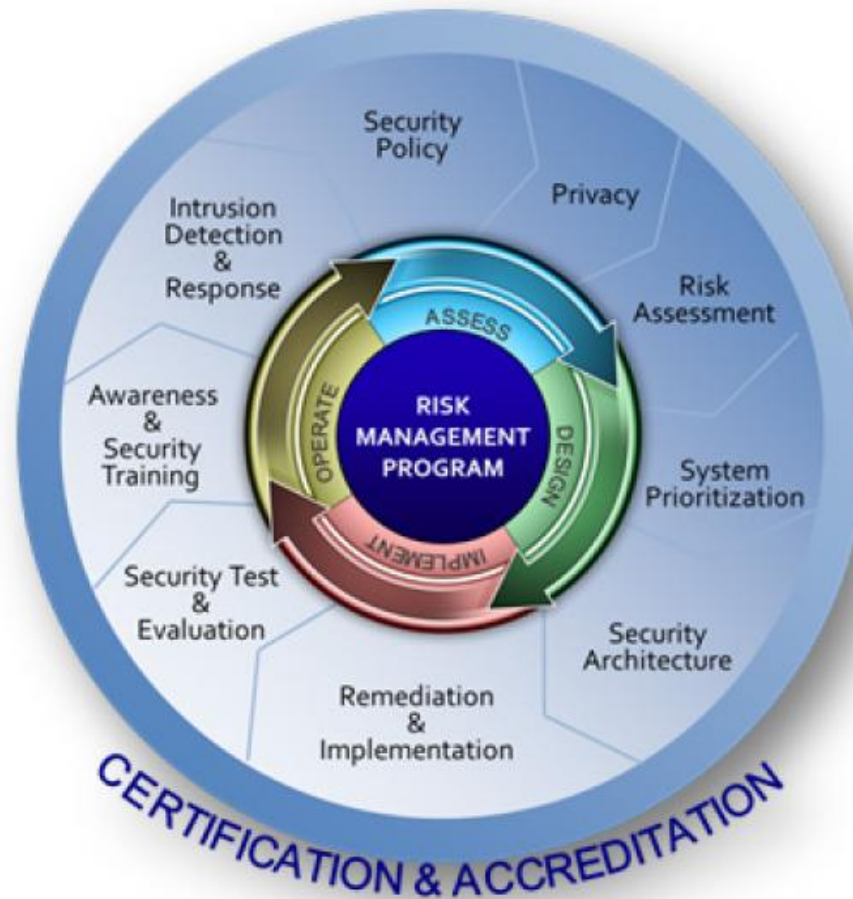 Security
Policy
Privacy
Risk
Assessment
System
Prioritization
Security
Architecture
Remediation
&
Implementation
Security Test
&
Evaluation
Awareness
&
Security
Training
Intrusion
Detection
&
Response
ASSESS
DESIGN
IMPLEMENT
OPERATE
RISK
MANAGEMENT
PROGRAM
CERTIFICATION & ACCREDITATION